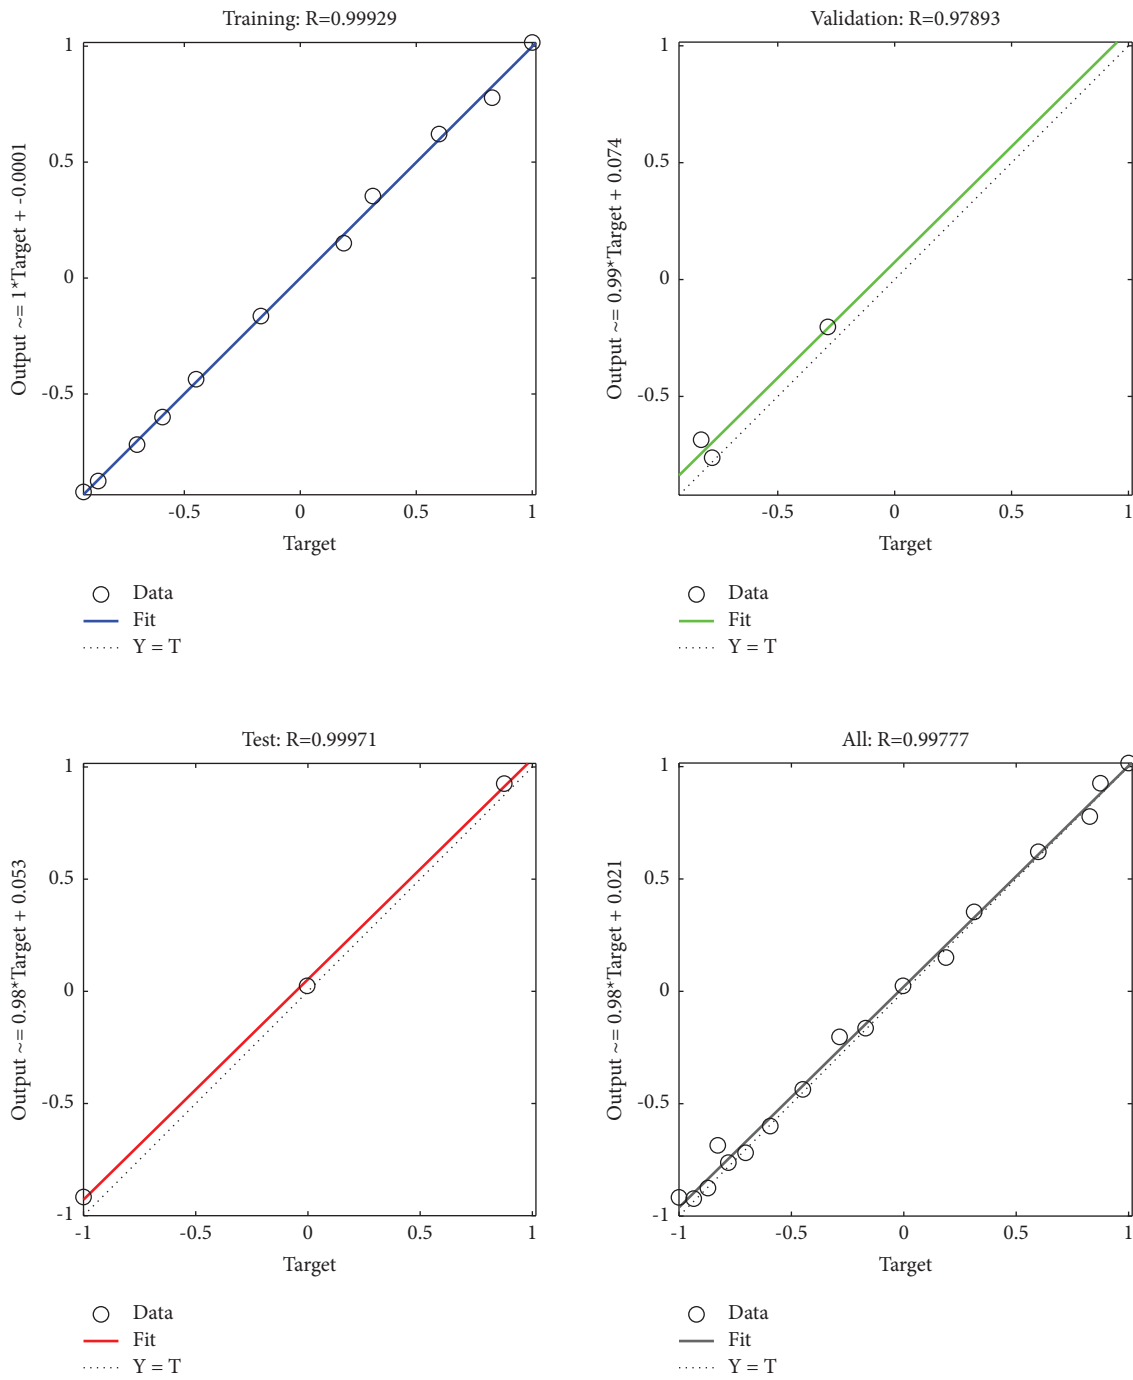 Training: R=0.99929
Output ~= 1*Target + -0.0001
1
0.5
0
-0.5
-0.5
0
0.5
1
Target
Data
Fit
Y = T
Validation: R=0.97893
Output ~= 0.99*Target + 0.074
1
0.5
0
-0.5
-0.5
0
0.5
1
Target
Data
Fit
Y = T
Test: R=0.99971
Output ~= 0.98*Target + 0.053
1
0.5
0
-0.5
-1
-1
-0.5
0
0.5
1
Target
Data
Fit
Y = T
All: R=0.99777
Output ~= 0.98*Target + 0.021
1
0.5
0
-0.5
-1
-1
-0.5
0
0.5
1
Target
Data
Fit
Y = T